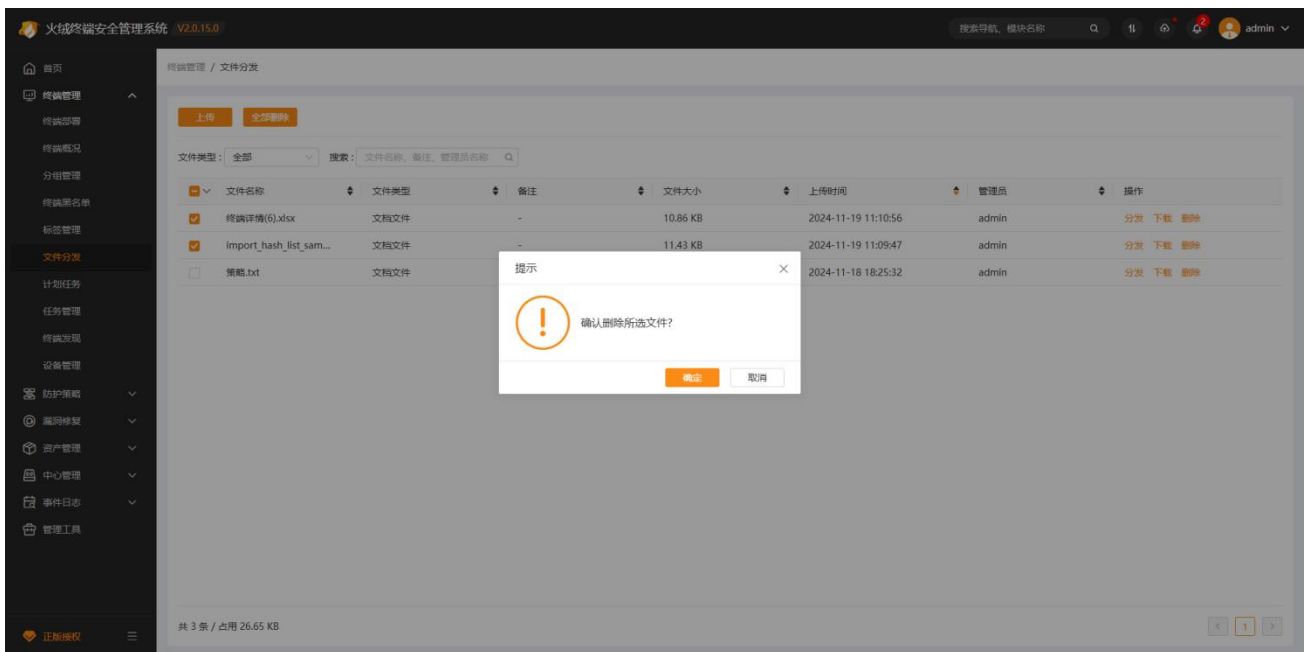 火绒终端安全管理系统 V2.0.15.0 搜索导航、模块名称 2 admin
首页
终端管理
终端部署
终端概况
分组管理
终端黑名单
标签管理
文件分发
计划任务
任务管理
终端发现
设备管理
防护策略
漏洞修复
资产管理
中心管理
事件日志
管理工具
正版授权
终端管理 / 文件分发
上传 全部删除
文件类型: 全部 搜索: 文件名称、备注、管理员名称
文件名称 文件类型 备注 文件大小 上传时间 管理员 操作
终端详情(6).xlsx 文档文件 - 10.86 KB 2024-11-19 11:10:56 admin 分发 下载 删除
import_hash_list_sam... 文档文件 - 11.43 KB 2024-11-19 11:09:47 admin 分发 下载 删除
策略.txt 文档文件 2024-11-18 18:25:32 admin 分发 下载 删除
提示
确认删除所选文件?
确定 取消
共 3 条 / 占用 26.65 KB
1